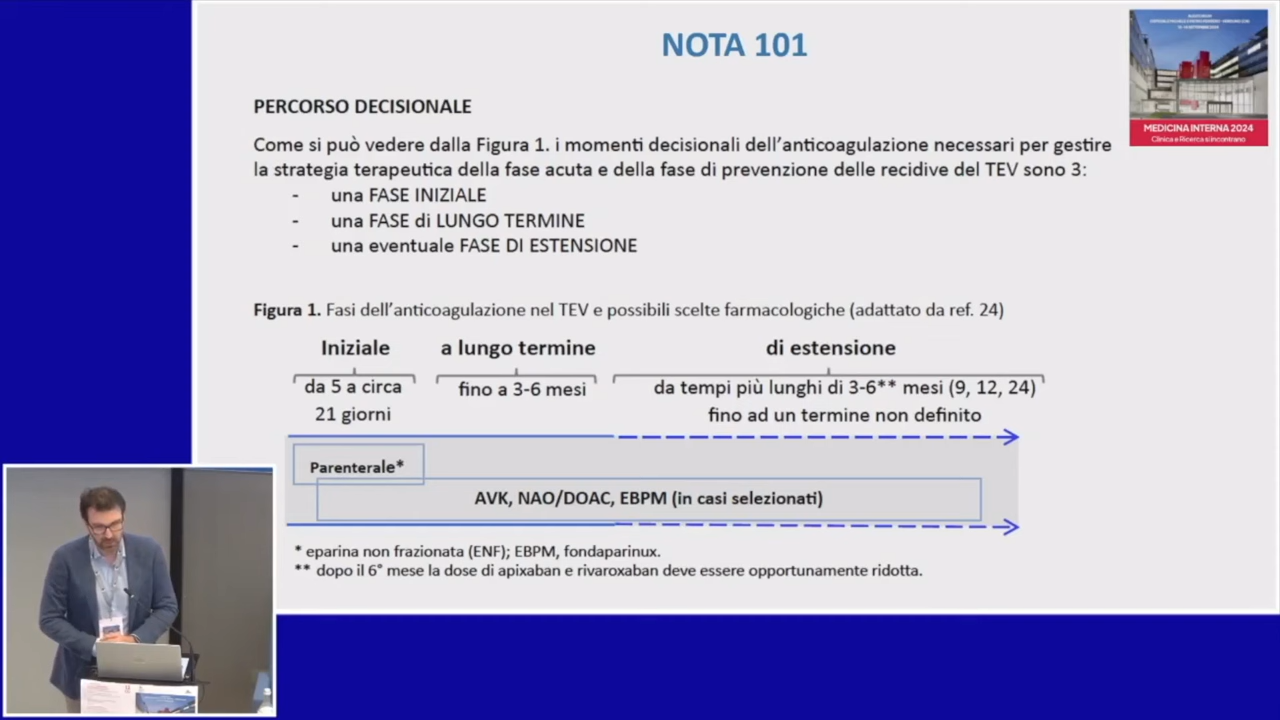 NOTA 101
MEDICINA INTERNA 2024
Clinica e Ricerca si incontrano
PERCORSO DECISIONALE
Come si può vedere dalla Figura 1. i momenti decisionali dell'anticoagulazione necessari per gestire
la strategia terapeutica della fase acuta e della fase di prevenzione delle recidive del TEV sono 3:
- una FASE INIZIALE
- una FASE di LUNGO TERMINE
- una eventuale FASE DI ESTENSIONE
Figura 1. Fasi dell'anticoagulazione nel TEV e possibili scelte farmacologiche (adattato da ref. 24)
Iniziale a lungo termine di estensione
da 5 a circa fino a 3-6 mesi da tempi più lunghi di 3-6** mesi (9, 12, 24)
21 giorni fino ad un termine non definito
Parenterale*
AVK, NAO/DOAC, EBPM (in casi selezionati)
* eparina non frazionata (ENF); EBPM, fondaparinux.
** dopo il 6° mese la dose di apixaban e rivaroxaban deve essere opportunamente ridotta.